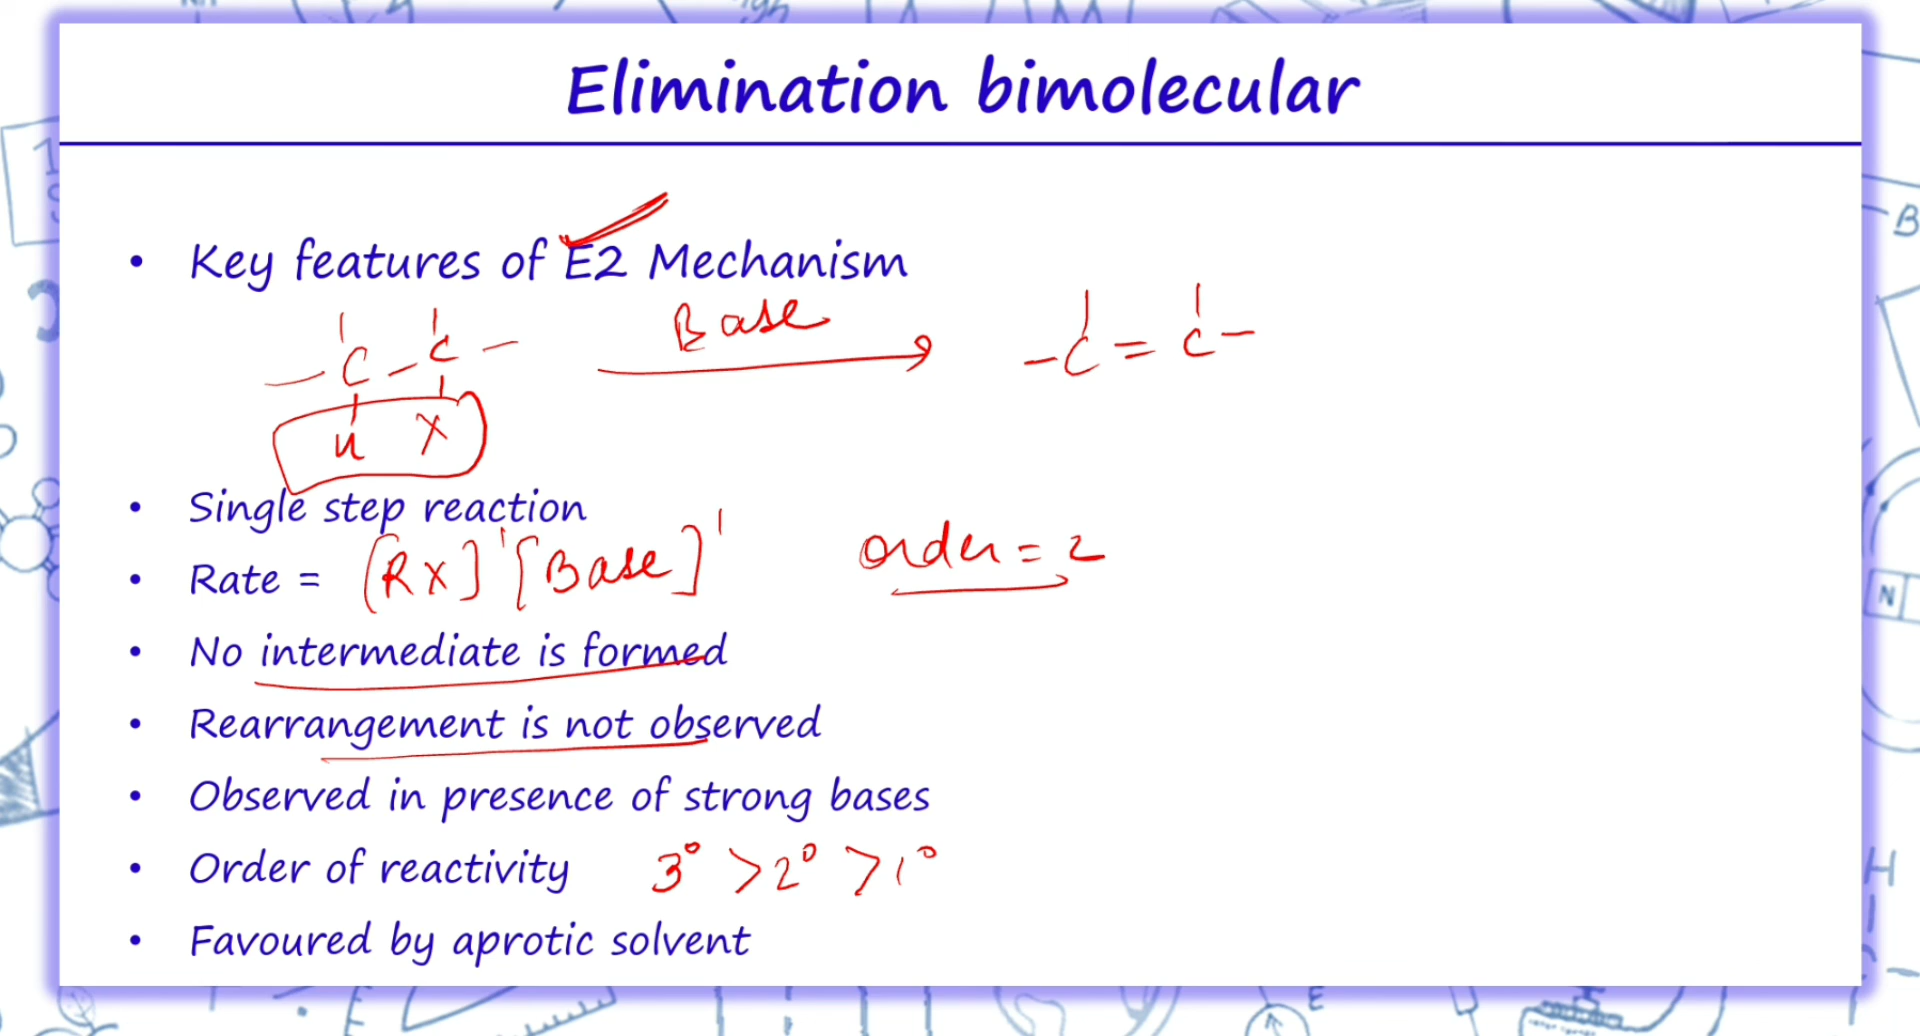 Elimination bimolecular
• Key features of E2 Mechanism
Base
-C-C-
H X
-C=C-
• Single step reaction
• Rate = [RX]' [Base]'
order = 2
• No intermediate is formed
• Rearrangement is not observed
• Observed in presence of strong bases
• Order of reactivity 3° > 2° > 1°
• Favoured by aprotic solvent
B
N
H
E